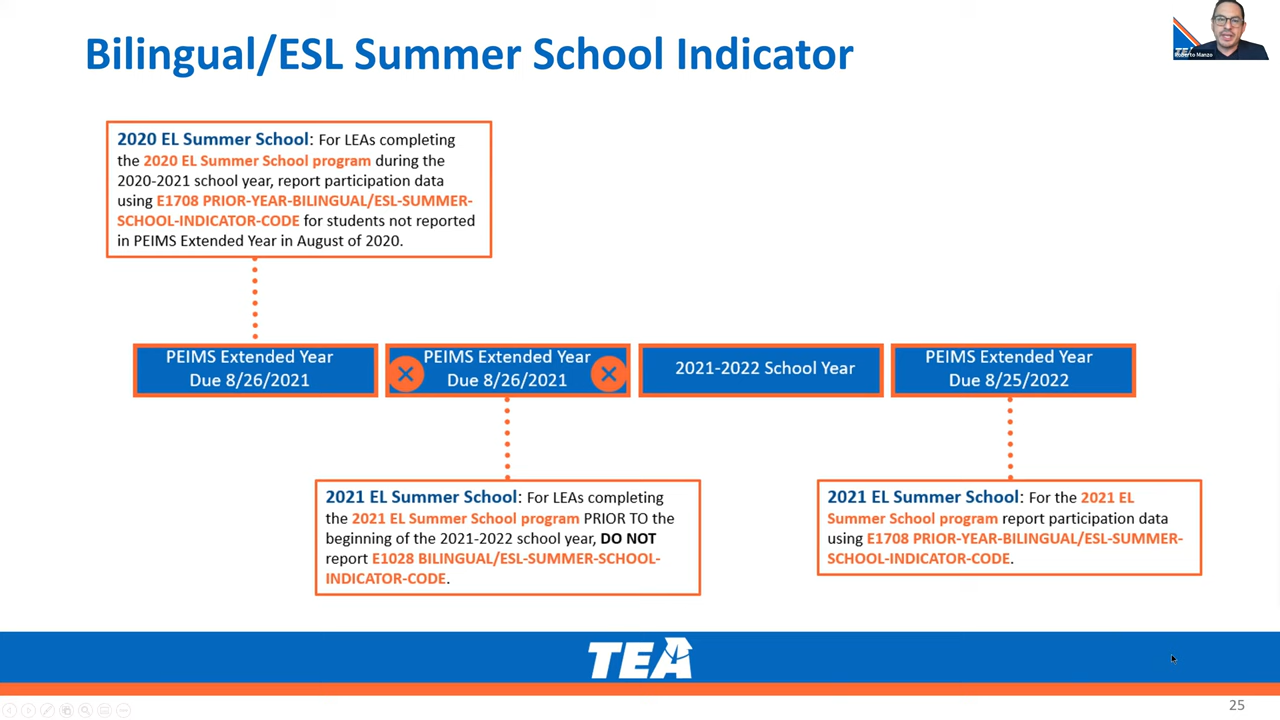 Bilingual/ESL Summer School Indicator
TEA
Roberto Manzo
2020 EL Summer School: For LEAs completing
the 2020 EL Summer School program during the
2020-2021 school year, report participation data
using E1708 PRIOR-YEAR-BILINGUAL/ESL-SUMMER-
SCHOOL-INDICATOR-CODE for students not reported
in PEIMS Extended Year in August of 2020.
PEIMS Extended Year
Due 8/26/2021
PEIMS Extended Year
Due 8/26/2021
2021-2022 School Year
PEIMS Extended Year
Due 8/25/2022
2021 EL Summer School: For LEAs completing
the 2021 EL Summer School program PRIOR TO the
beginning of the 2021-2022 school year, DO NOT
report E1028 BILINGUAL/ESL-SUMMER-SCHOOL-
INDICATOR-CODE.
2021 EL Summer School: For the 2021 EL
Summer School program report participation data
using E1708 PRIOR-YEAR-BILINGUAL/ESL-SUMMER-
SCHOOL-INDICATOR-CODE.
TEA
25